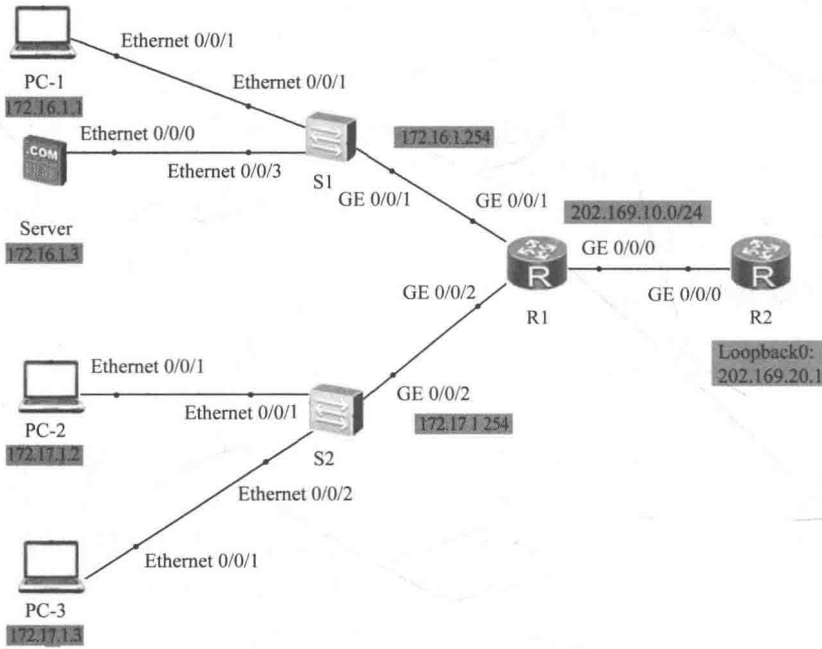 Ethernet 0/0/1
PC-1
172.16.1.1
Ethernet 0/0/1
Ethernet 0/0/0
.COM
Ethernet 0/0/3
S1
172.16.1.254
GE 0/0/1
GE 0/0/1
Server
172.16.1.3
202.169.10.0/24
GE 0/0/0
R
R1
GE 0/0/0
R
R2
GE 0/0/2
Loopback0:
202.169.20.1
Ethernet 0/0/1
Ethernet 0/0/1
PC-2
172.17.1.2
GE 0/0/2
172.17.1.254
S2
Ethernet 0/0/2
Ethernet 0/0/1
PC-3
172.17.1.3